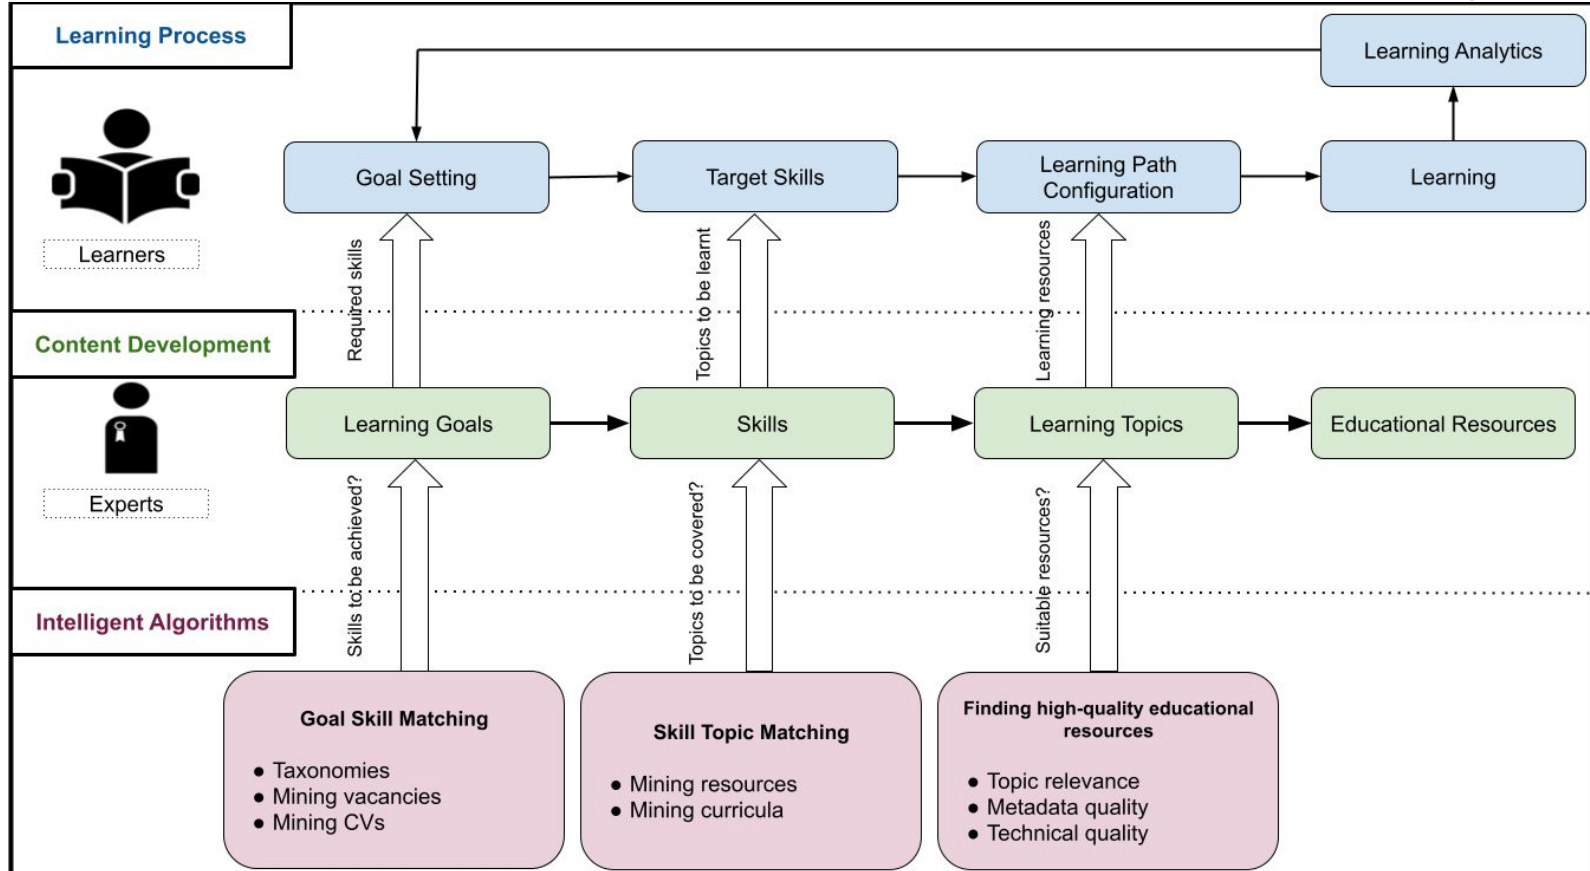 Learning Process
Learning Analytics
Goal Setting
Target Skills
Learning Path
Configuration
Learning
Learners
Required skills
Topics to be learnt
Learning resources
Content Development
Learning Goals
Skills
Learning Topics
Educational Resources
Experts
Skills to be achieved?
Topics to be covered?
Suitable resources?
Intelligent Algorithms
Goal Skill Matching
● Taxonomies
● Mining vacancies
● Mining CVs
Skill Topic Matching
● Mining resources
● Mining curricula
Finding high-quality educational
resources
● Topic relevance
● Metadata quality
● Technical quality